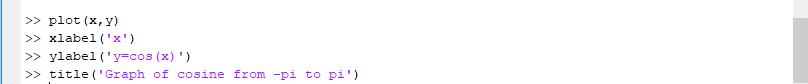 >> plot(x,y)
>> xlabel('x')
>> ylabel('y=cos(x)')
>> title('Graph of cosine from -pi to pi')